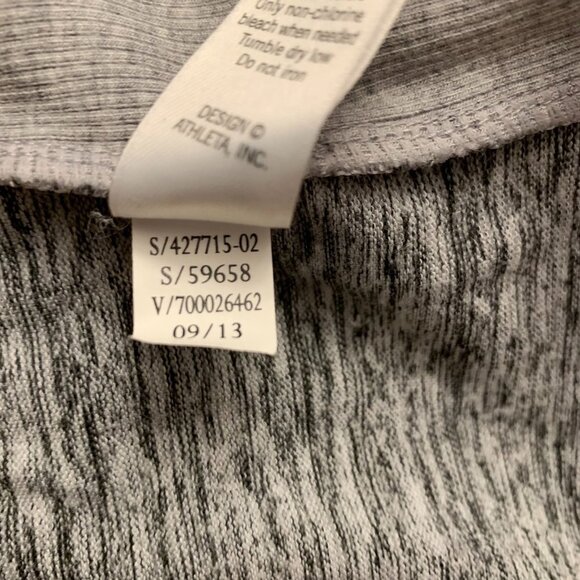 Only non-chlorine
bleach when needed
Tumble dry low
Do not iron
DESIGN ©
ATHLETA, INC.
S/427715-02
S/59658
V/700026462
09/13